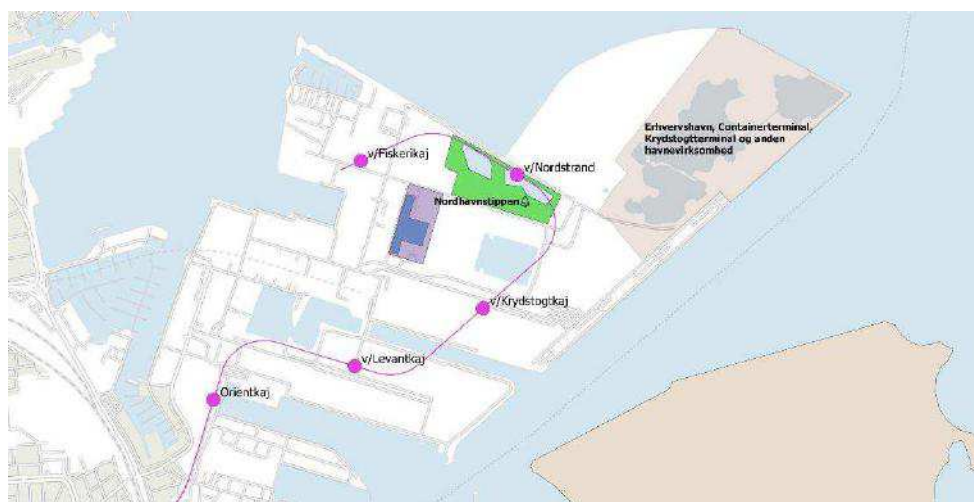 Erhvervshavn, Containerterminal,
Krydstogtterminal og anden
havnevirksomhed
v/Fiskerikaj
v/Nordstrand
Nordhavnstippen
v/Krydstogtkaj
v/Levantkaj
Orientkaj